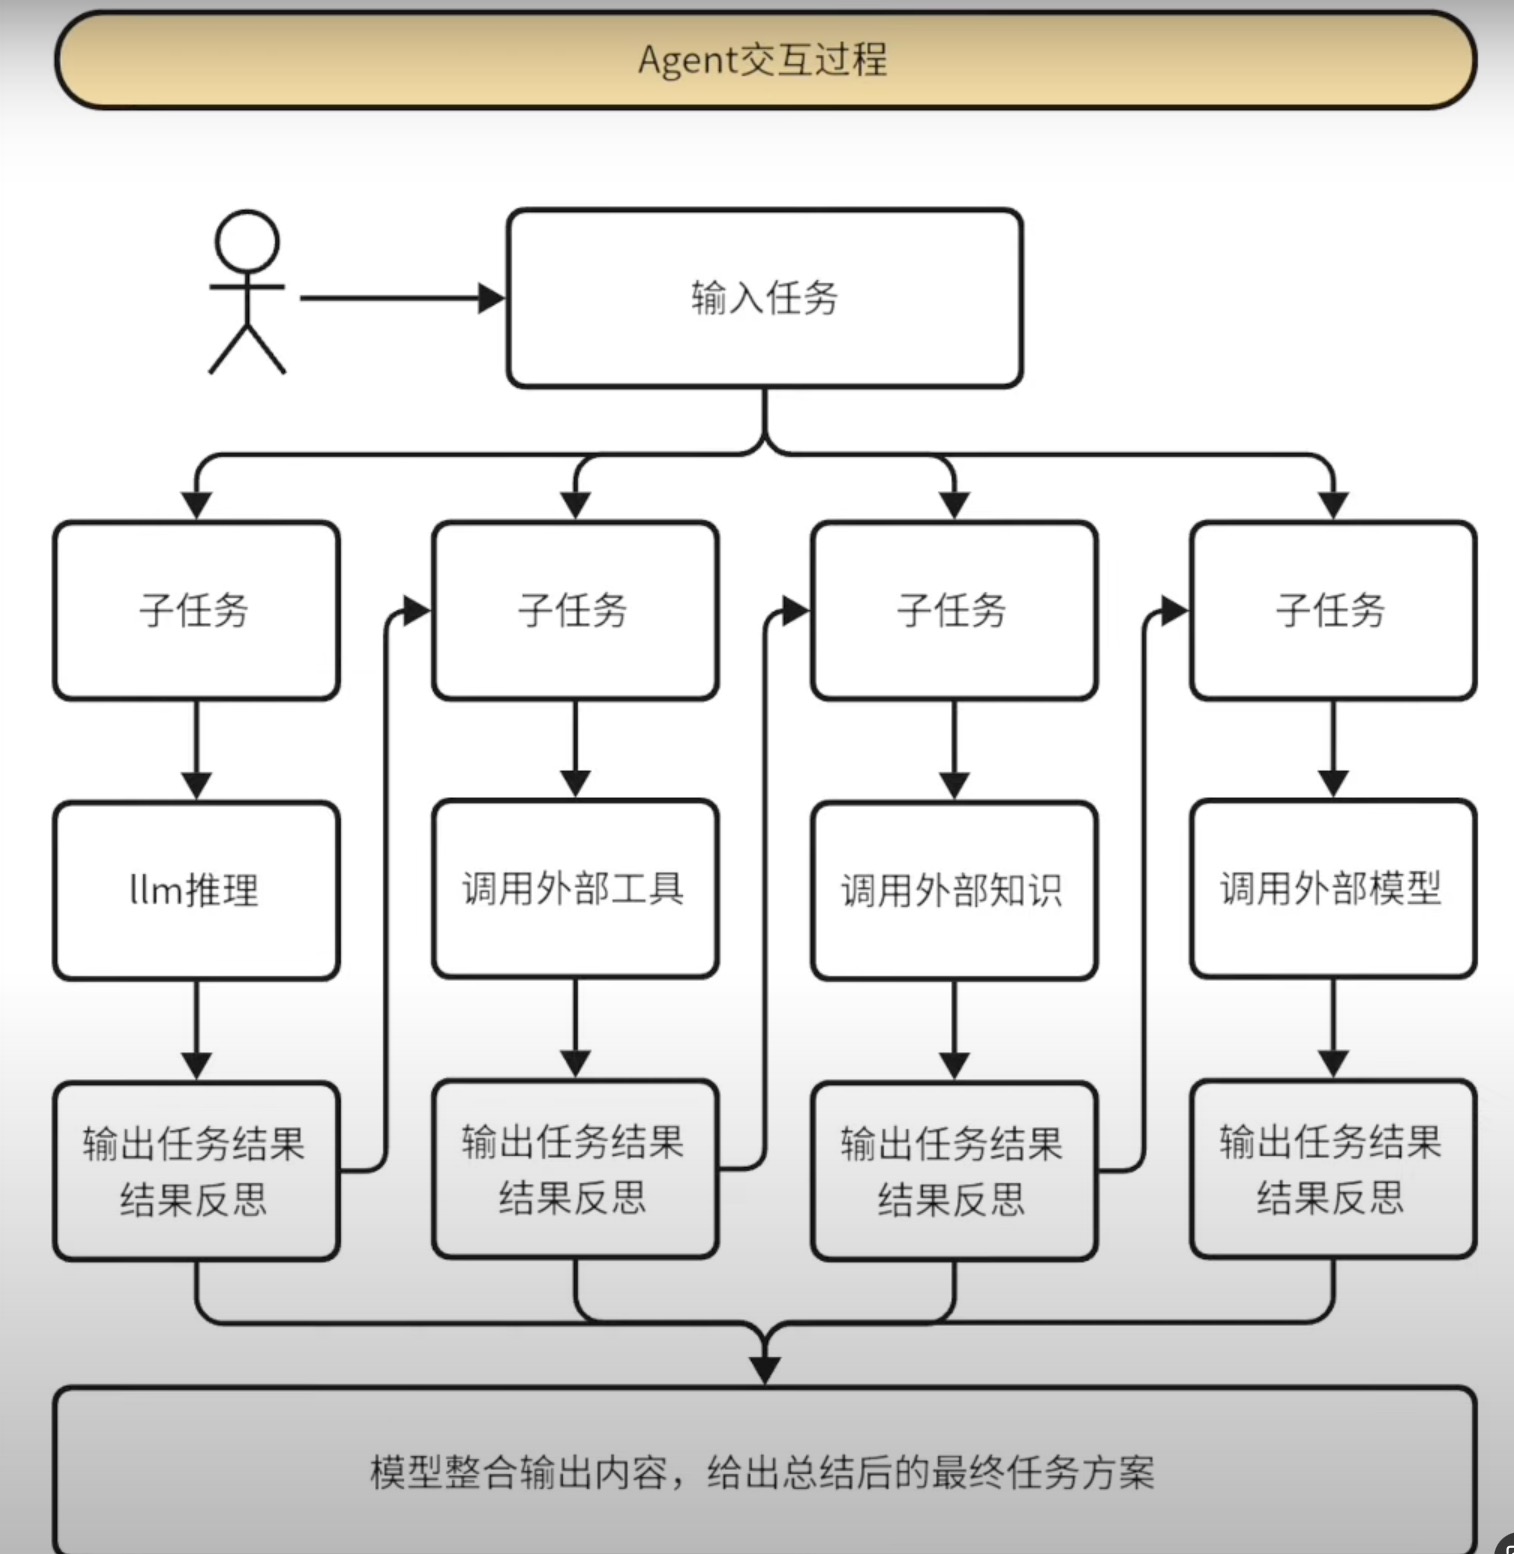 Agent交互过程
输入任务
子任务
子任务
子任务
子任务
llm推理
调用外部工具
调用外部知识
调用外部模型
输出任务结果
结果反思
输出任务结果
结果反思
输出任务结果
结果反思
输出任务结果
结果反思
模型整合输出内容，给出总结后的最终任务方案